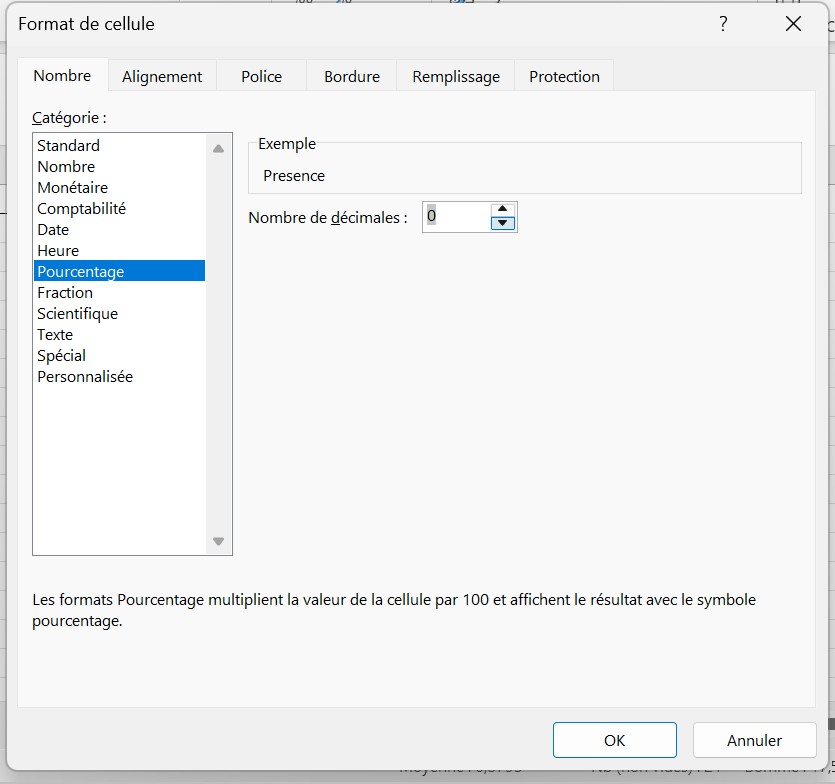 Format de cellule
?
Nombre
Alignement
Police
Bordure
Remplissage
Protection
Catégorie :
Standard
Nombre
Monétaire
Comptabilité
Date
Heure
Pourcentage
Fraction
Scientifique
Texte
Spécial
Personnalisée
Exemple
Presence
Nombre de décimales :
0
Les formats Pourcentage multiplient la valeur de la cellule par 100 et affichent le résultat avec le symbole
pourcentage.
OK
Annuler